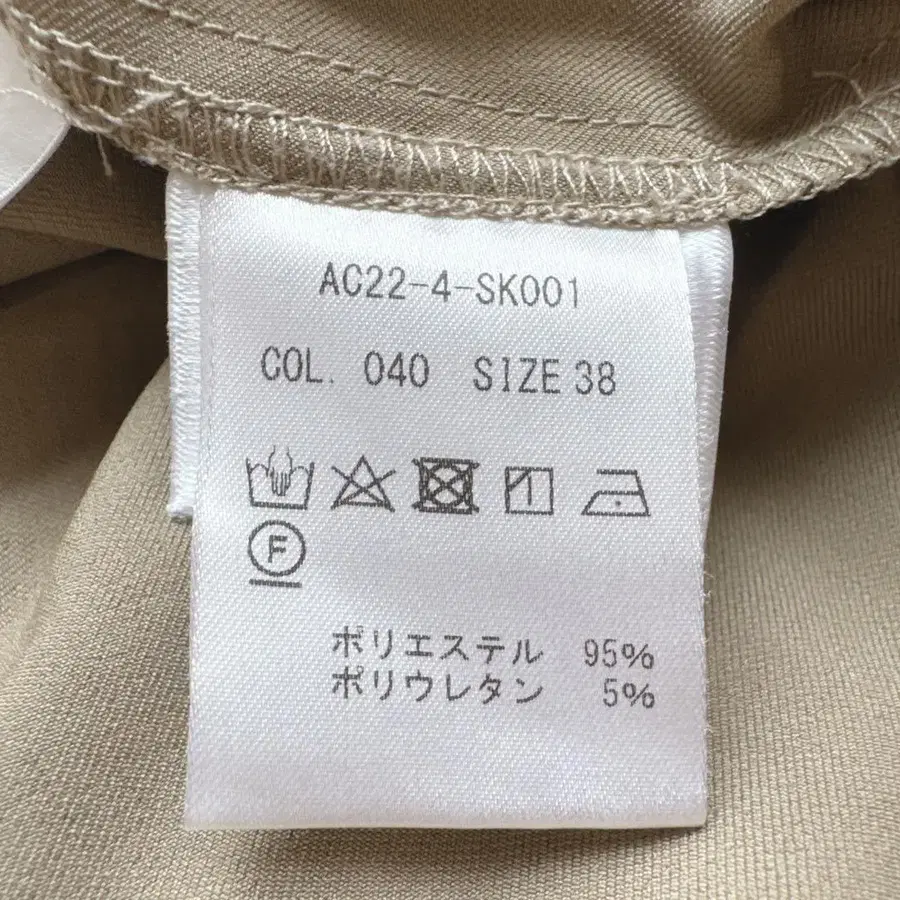 AC22-4-SK001
COL. 040 SIZE 38
F
ポリエステル 95%
ポリウレタン 5%